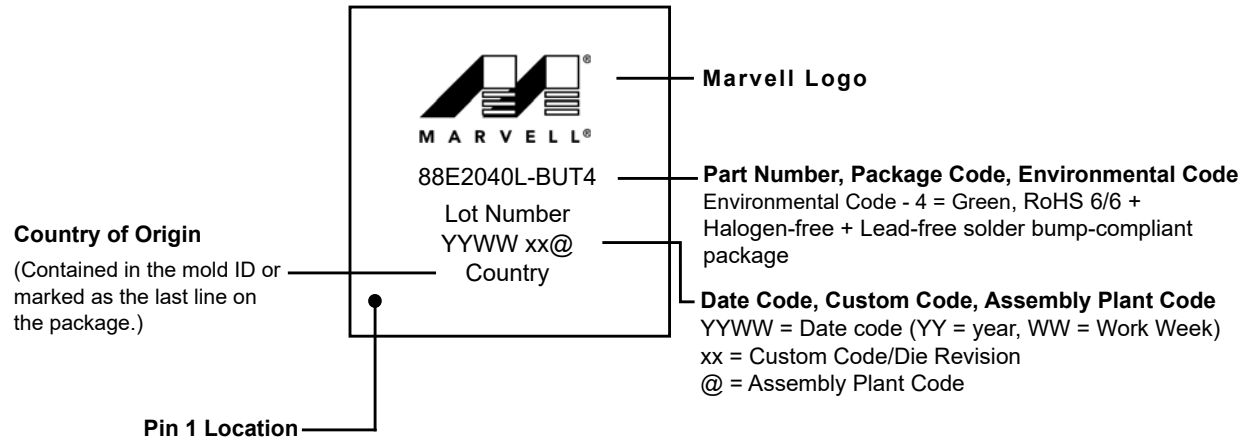 ®
MARVELL®
Marvell Logo
88E2040L-BUT4
Part Number, Package Code, Environmental Code
Environmental Code - 4 = Green, RoHS 6/6 +
Halogen-free + Lead-free solder bump-compliant
package
Lot Number
YYWW xx@
Country
Country of Origin
(Contained in the mold ID or
marked as the last line on
the package.)
Date Code, Custom Code, Assembly Plant Code
YYWW = Date code (YY = year, WW = Work Week)
xx = Custom Code/Die Revision
@ = Assembly Plant Code
Pin 1 Location